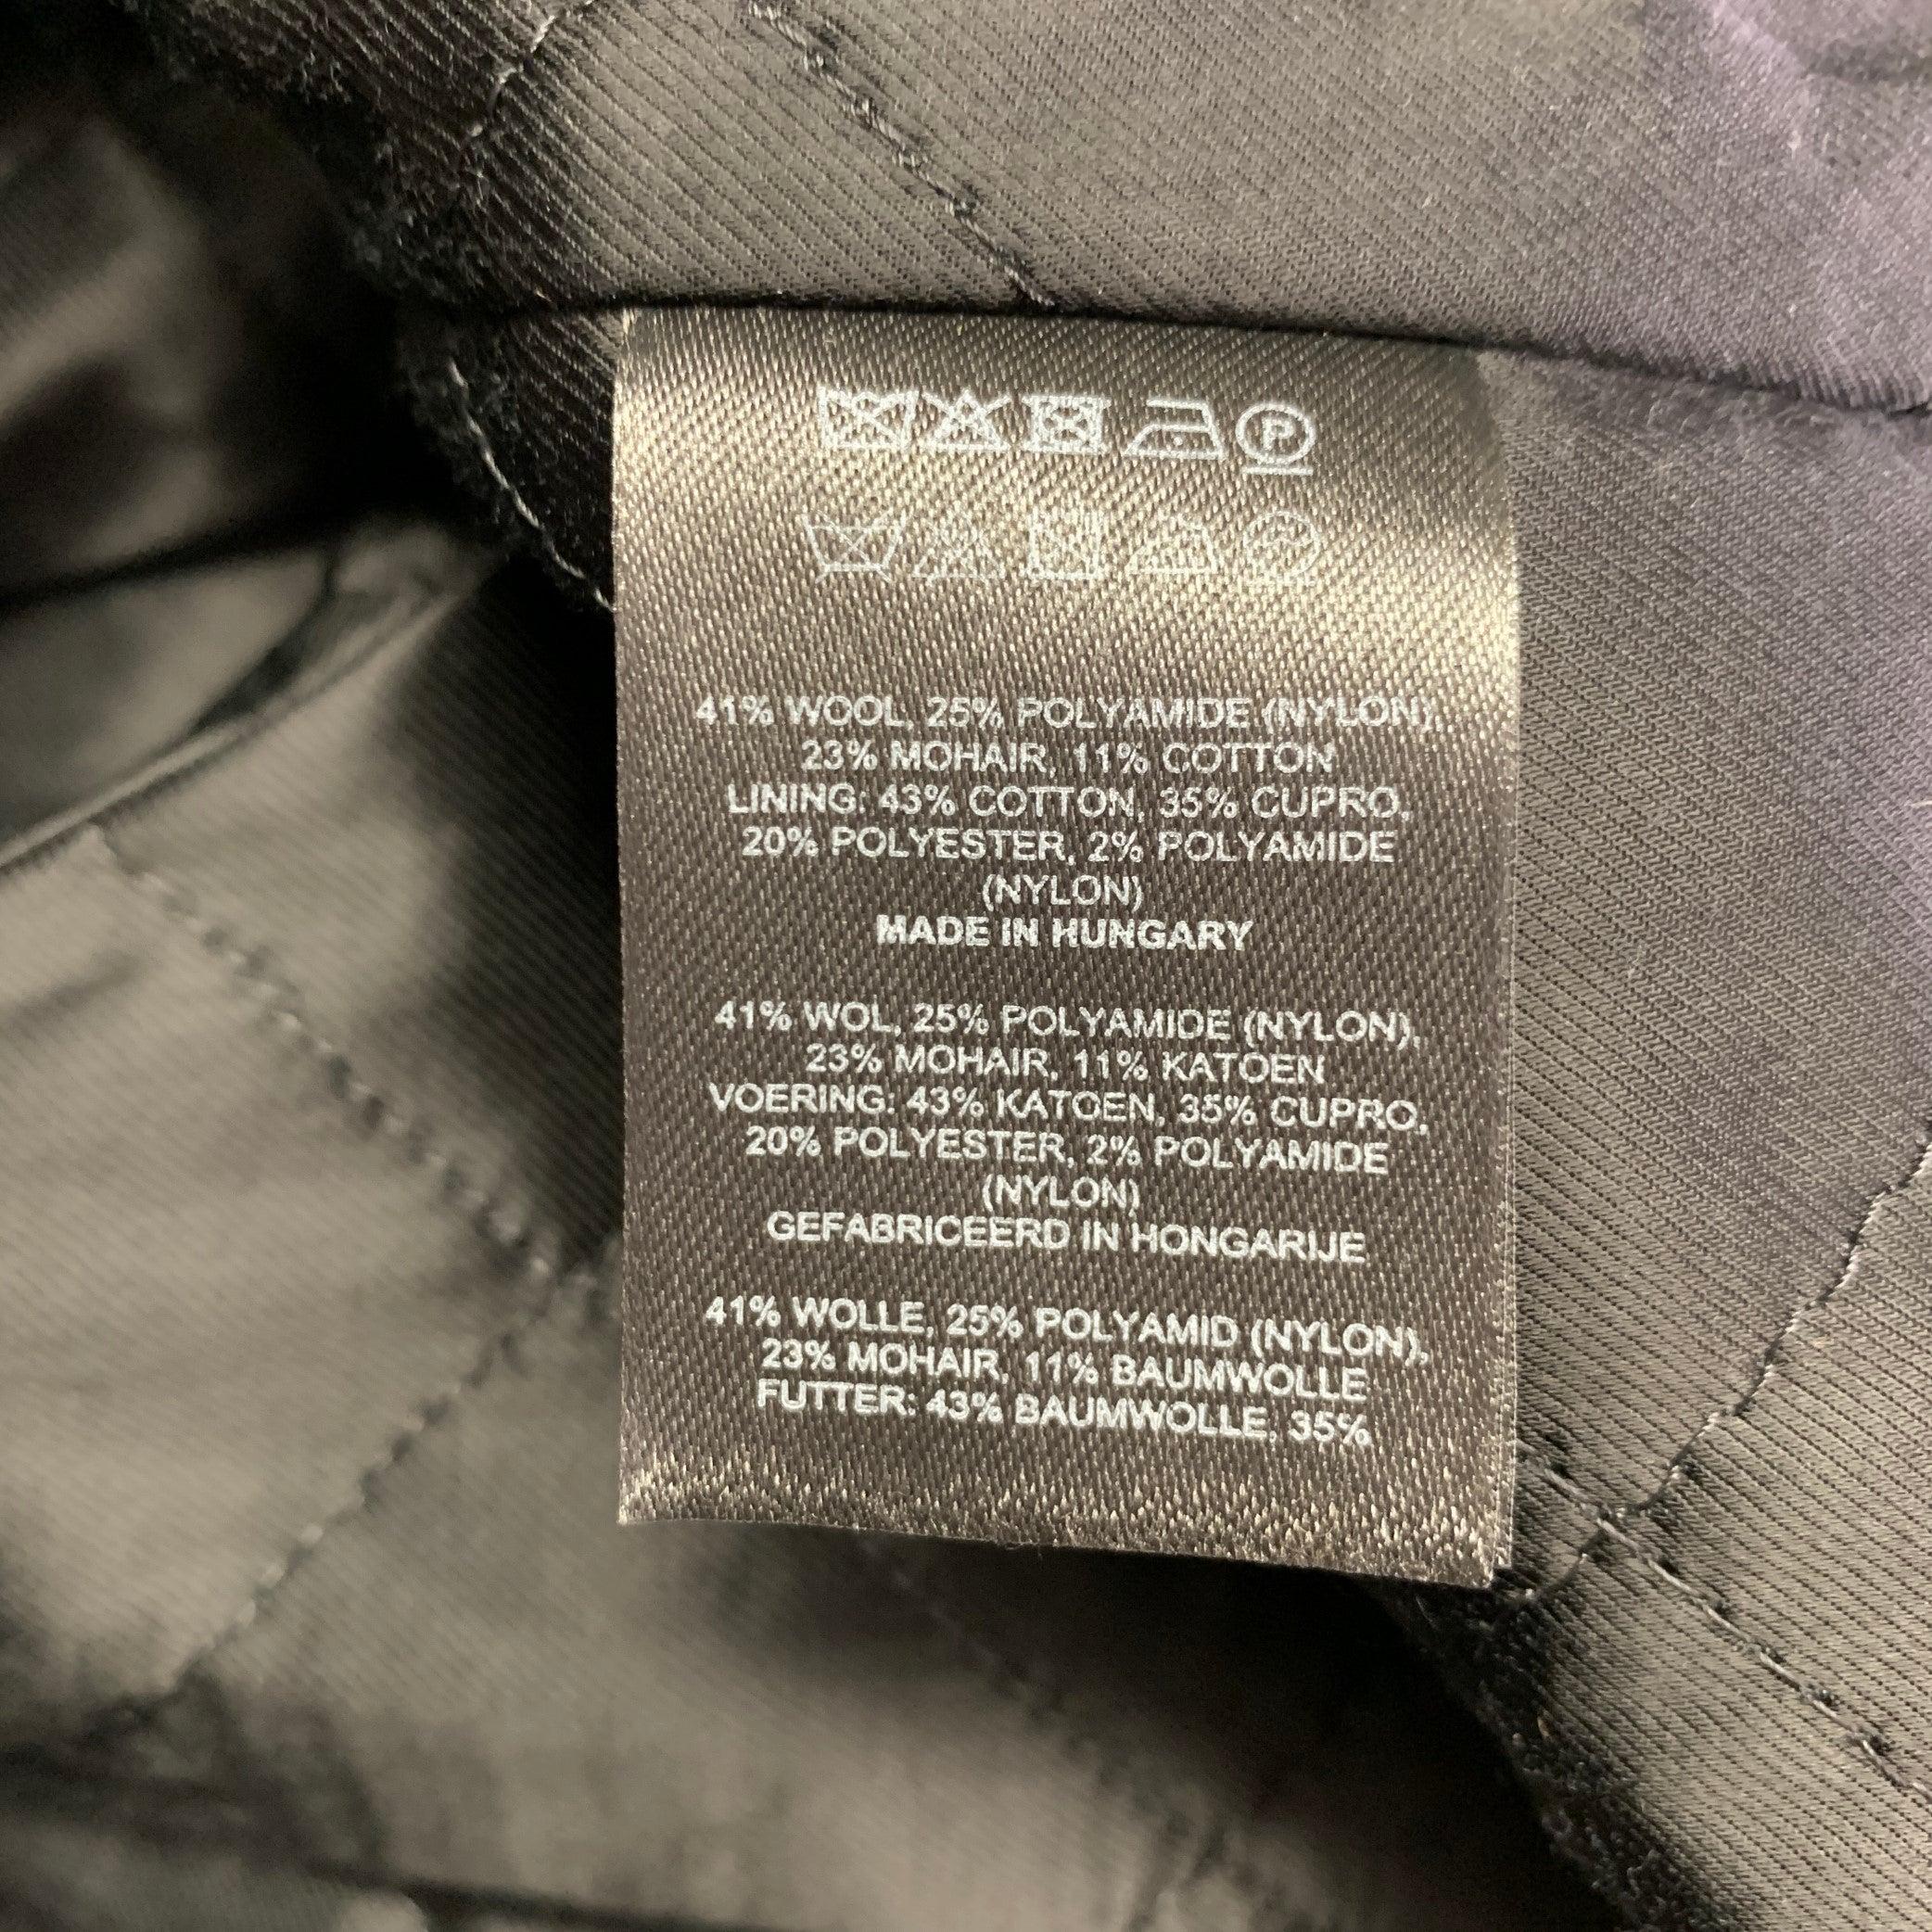 P
41% WOOL, 25% POLYAMIDE (NYLON),
23% MOHAIR, 11% COTTON
LINING: 43% COTTON, 35% CUPRO,
20% POLYESTER, 2% POLYAMIDE
(NYLON)
MADE IN HUNGARY
41% WOL, 25% POLYAMIDE (NYLON),
23% MOHAIR, 11% KATOEN
VOERING: 43% KATOEN, 35% CUPRO,
20% POLYESTER, 2% POLYAMIDE
(NYLON)
GEFABRICEERD IN HONGARIJE
41% WOLLE, 25% POLYAMID (NYLON),
23% MOHAIR, 11% BAUMWOLLE
FUTTER: 43% BAUMWOLLE, 35%